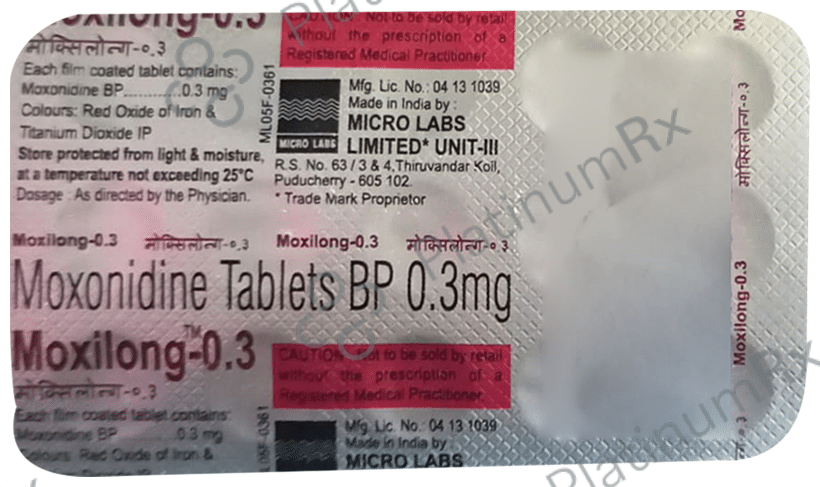 Moxilong-0.3
मोक्सिलोन्ग-०.३
Each film coated tablet contains:
Moxonidine BP............0.3 mg
Colours: Red Oxide of Iron &
Titanium Dioxide IP
Store protected from light & moisture,
at a temperature not exceeding 25°C
Dosage : As directed by the Physician.
CAUTION: Not to be sold by retail
without the prescription of a
Registered Medical Practitioner
ML05F-0361
MICRO LABS
Mfg. Lic. No.: 04 13 1039
Made in India by :
MICRO LABS
LIMITED* UNIT-III
R.S. No. 63 / 3 & 4,Thiruvandar Koil,
Puducherry - 605 102.
* Trade Mark Proprietor
Moxilong-0.3 मोक्सिलोन्ग-०.३ Moxilong-0.3 मोक्सिलोन्ग-०.३
Moxonidine Tablets BP 0.3mg
Moxilong™-0.3
मोक्सिलोन्ग-०.३
Each film coated tablet contains:
Moxonidine BP 0.3 mg
Colours: Red Oxide of Iron &
Dioxide IP
CAUTION: Not to be sold by retail
without the prescription of a
Registered Medical Practitioner
ML05F-0361
Mfg. Lic. No.: 04 13 1039
Made in India by :
MICRO LABS
Mo
मोक्सिलोन्ग-०.३
Moxilong-0.3
न्ग-०.३
PlatinumRx
PlatinumRx
PlatinumRx